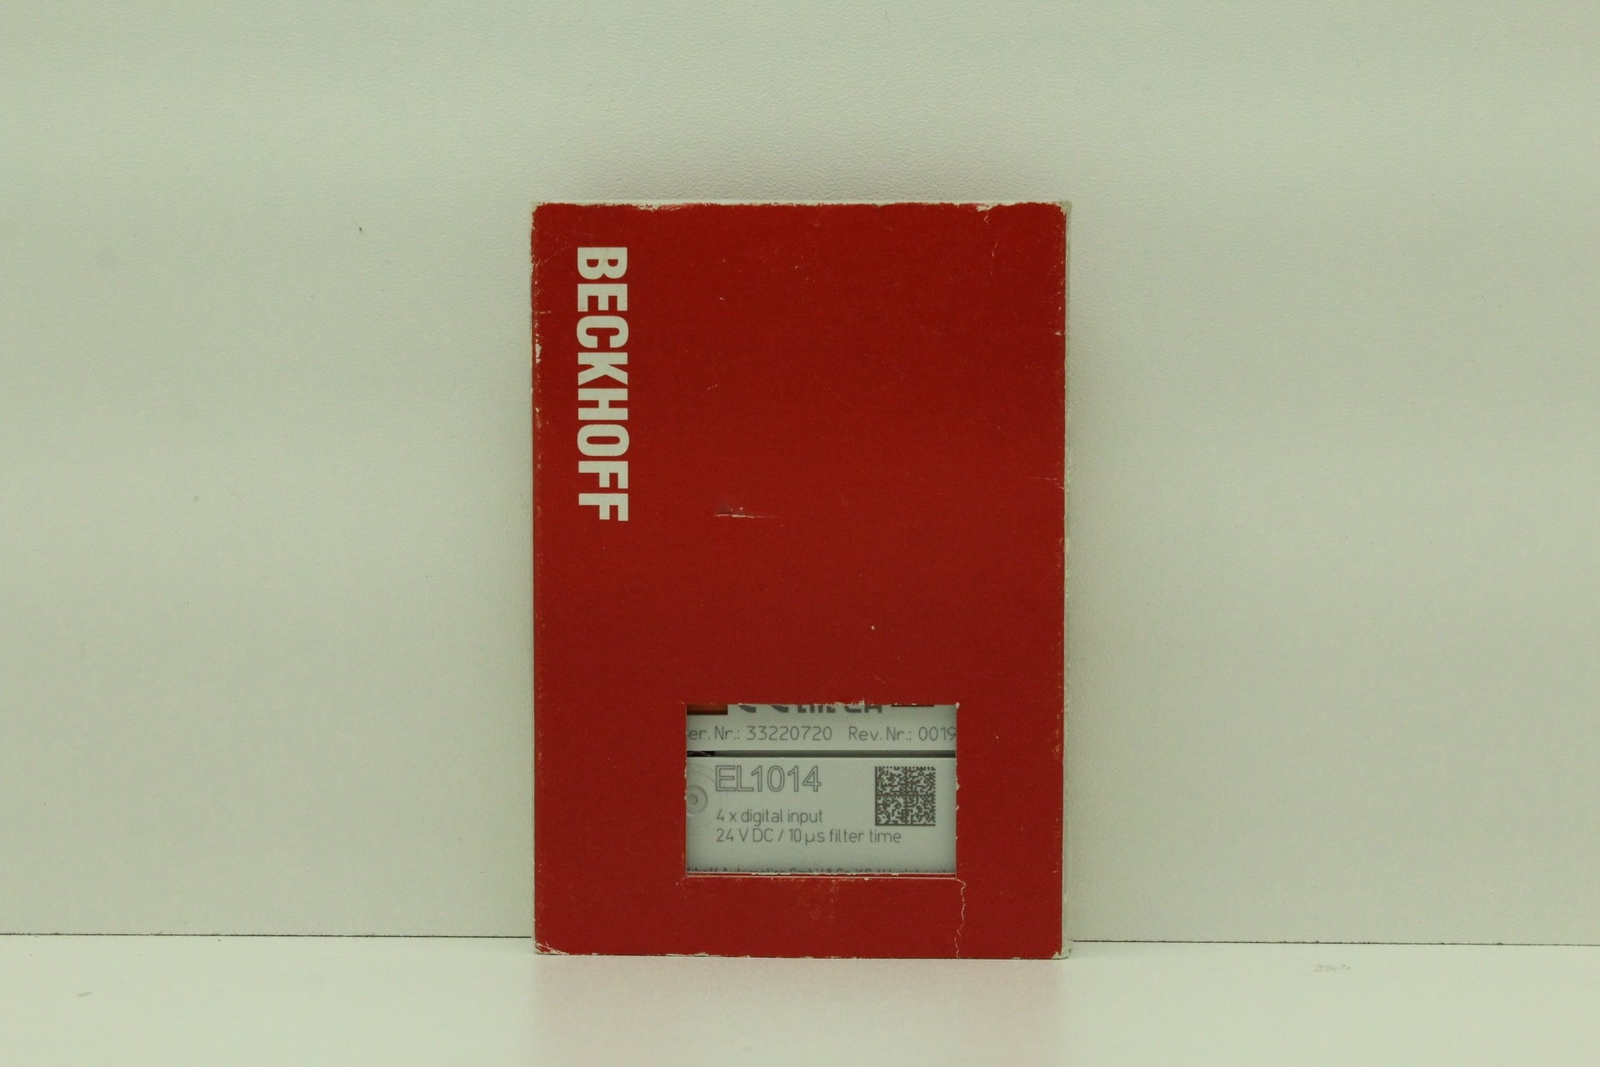 BECKHOFF
er. Nr.: 33220720 Rev. Nr.: 0019
EL1014
4 x digital input
24 V DC / 10 µs filter time